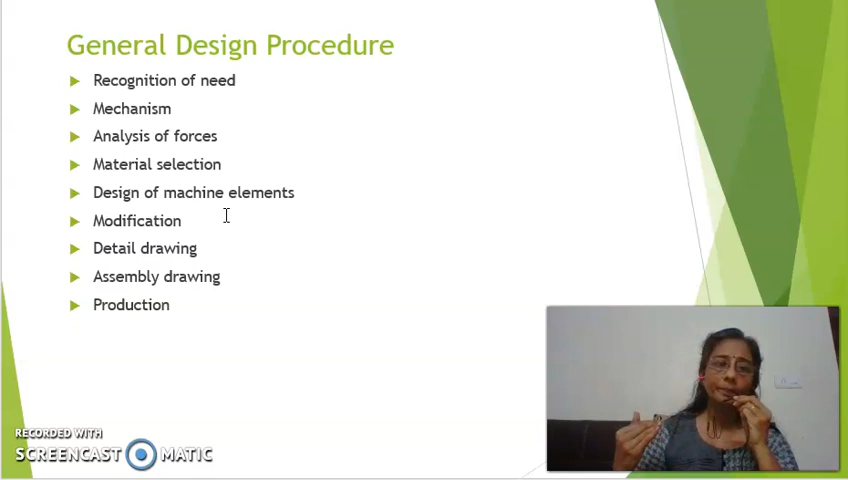 General Design Procedure
Recognition of need
Mechanism
Analysis of forces
Material selection
Design of machine elements
Modification
Detail drawing
Assembly drawing
Production
RECORDED WITH
SCREENCAST MATIC